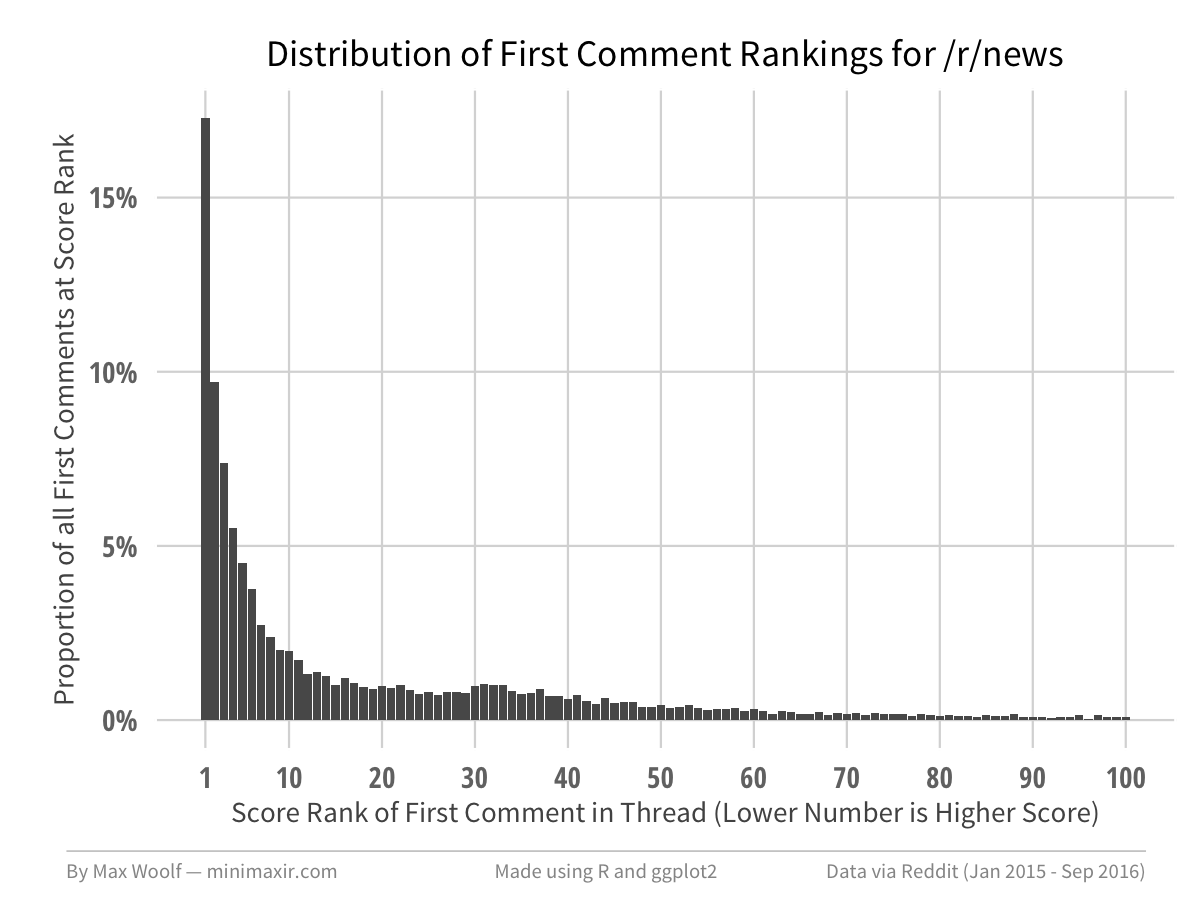 Distribution of First Comment Rankings for /r/news
Proportion of all First Comments at Score Rank
15%
10%
5%
0%
1 10 20 30 40 50 60 70 80 90 100
Score Rank of First Comment in Thread (Lower Number is Higher Score)
By Max Woolf — minimaxir.com Made using R and ggplot2 Data via Reddit (Jan 2015 - Sep 2016)